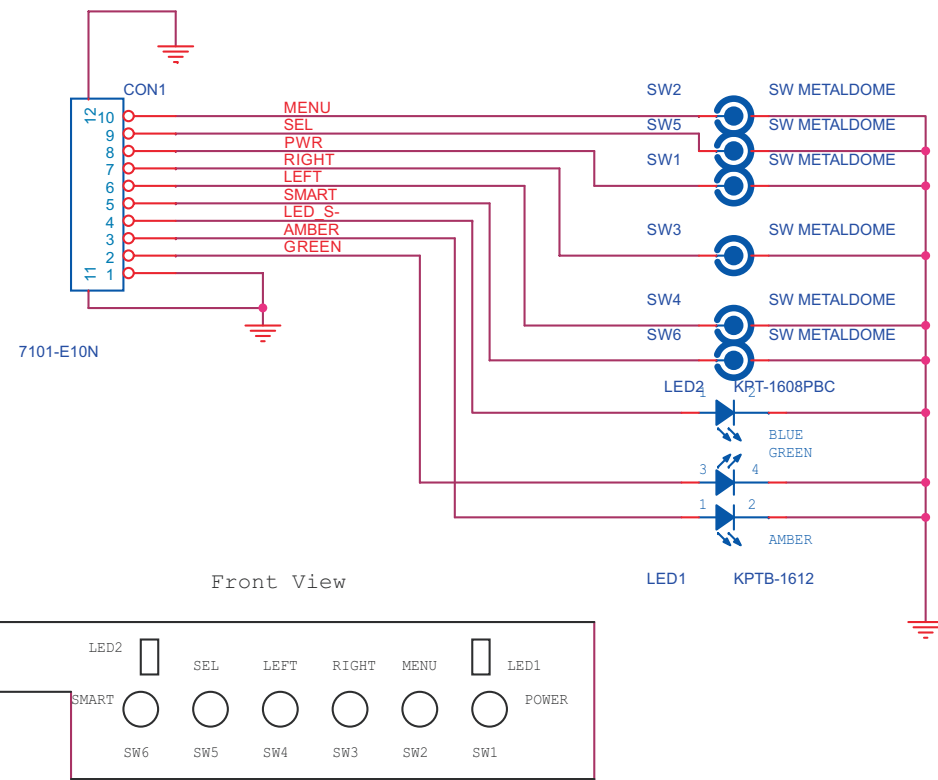 CON1
12
10 MENU
9 SEL
8 PWR
7 RIGHT
6 LEFT
5 SMART
4 LED_S-
3 AMBER
2 GREEN
11 1
7101-E10N
SW2 SW METALDOME
SW5 SW METALDOME
SW1 SW METALDOME
SW3 SW METALDOME
SW4 SW METALDOME
SW6 SW METALDOME
LED2 KPT-1608PBC
1 2
BLUE
GREEN
3 4
1 2
AMBER
LED1 KPTB-1612
Front View
LED2
SEL LEFT RIGHT MENU LED1
SMART POWER
SW6 SW5 SW4 SW3 SW2 SW1